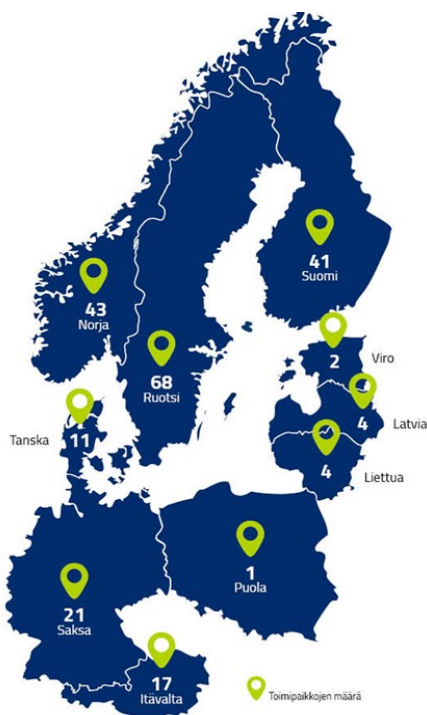 41
Suomi
43
Norja
68
Ruotsi
2
Viro
4
Latvia
Tanska
11
4
Liettua
1
Puola
21
Saksa
17
Itävalta
Toimipaikkojen määrä